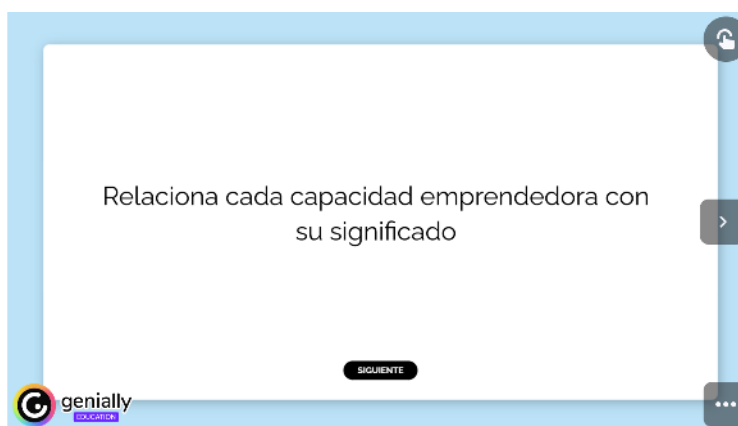 Relaciona cada capacidad emprendedora con
su significado
SIGUIENTE
genially
EDUCATION